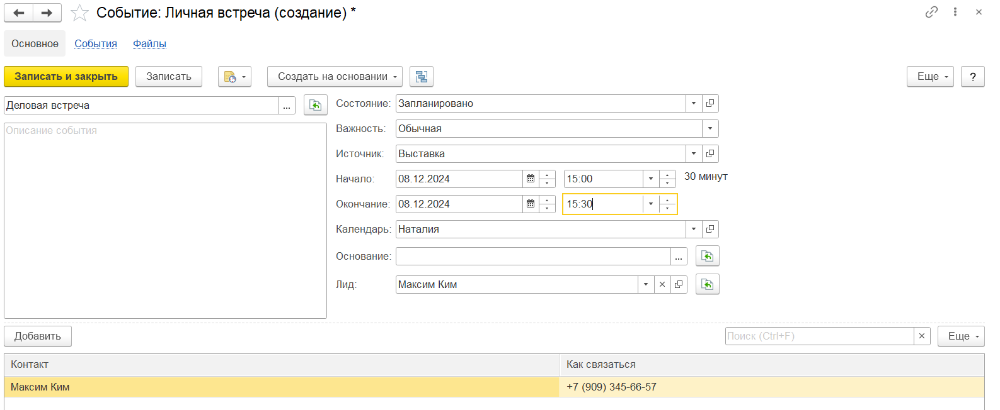 Событие: Личная встреча (создание) *
Основное События Файлы
Записать и закрыть Записать Создать на основании Еще ?
Деловая встреча ...
Описание события
Состояние: Запланировано
Важность: Обычная
Источник: Выставка
Начало: 08.12.2024 15:00 30 минут
Окончание: 08.12.2024 15:30
Календарь: Наталия
Основание: ...
Лид: Максим Ким
Добавить Поиск (Ctrl+F) Еще
Контакт Как связаться
Максим Ким +7 (909) 345-66-57